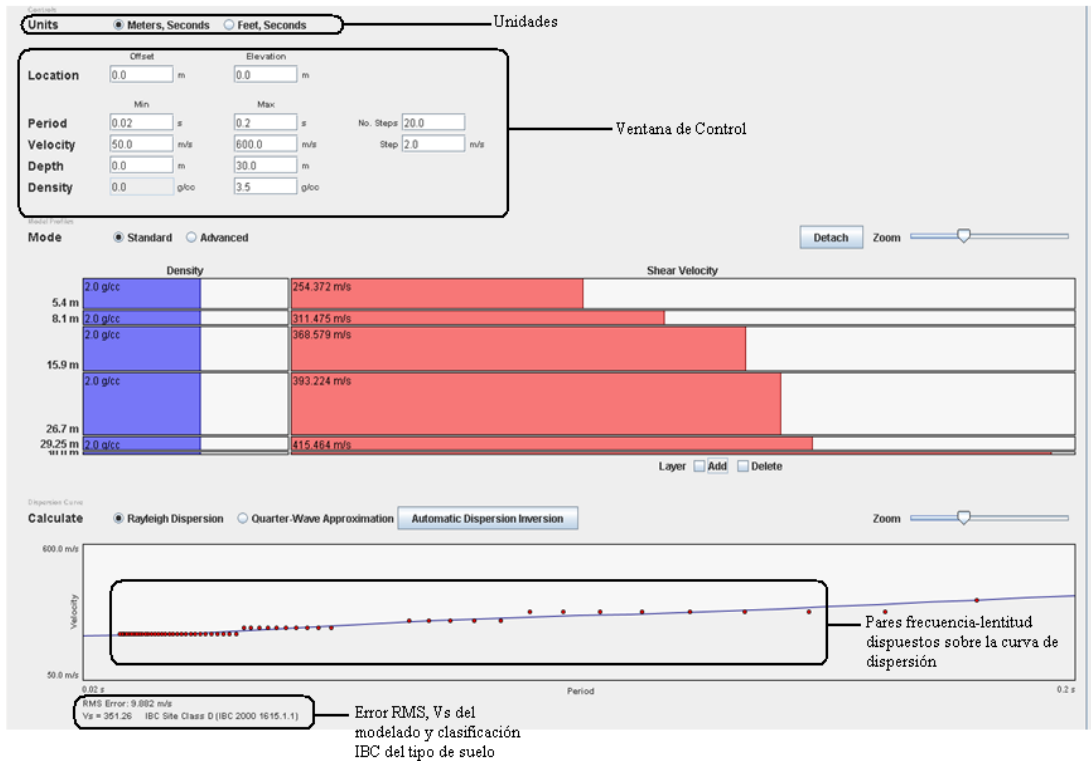 Controls
Units Meters, Seconds Feet, Seconds
Unidades
Offset Elevation
Location 0.0 m 0.0 m
Min Max
Period 0.02 s 0.2 s No. Steps 20.0
Ventana de Control
Velocity 50.0 m/s 600.0 m/s Step 2.0 m/s
Depth 0.0 m 30.0 m
Density 0.0 g/cc 3.5 g/cc
Model Profiles
Mode Standard Advanced Detach Zoom
Density Shear Velocity
2.0 g/cc 254.372 m/s
5.4 m
8.1 m 2.0 g/cc 311.475 m/s
2.0 g/cc 368.579 m/s
15.9 m
2.0 g/cc 393.224 m/s
26.7 m
29.25 m 2.0 g/cc 415.464 m/s
30.0 m
Layer Add Delete
Dispersion Curve
Calculate Rayleigh Dispersion Quarter-Wave Approximation Automatic Dispersion Inversion Zoom
600.0 m/s
Velocity
Pares frecuencia-lentitud
dispuestos sobre la curva de
dispersión
50.0 m/s
0.02 s Period 0.2 s
RMS Error: 9.882 m/s
Vs = 351.26 IBC Site Class D (IBC 2000 1615.1.1)
Error RMS, Vs del
modelado y clasificación
IBC del tipo de suelo